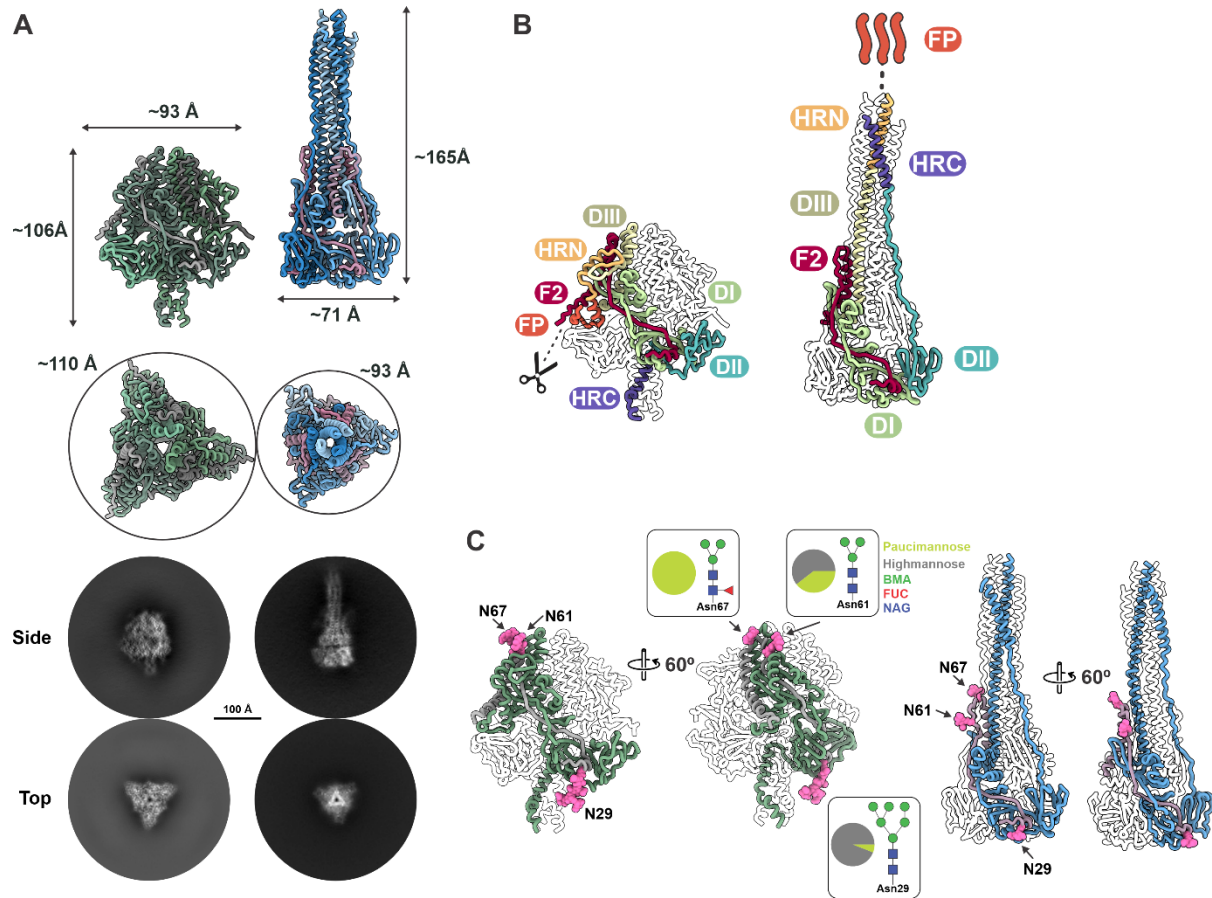 A
~93 Å
~106Å
~165Å
~71 Å
~110 Å
~93 Å
Side
100 Å
Top
B
FP
HRN
HRC
DIII
F2
DII
DI
DIII
HRN
F2
FP
DI
DII
HRC
C
N67
N61
60º
N29
Asn67
Asn61
Paucimannose
Highmannose
BMA
FUC
NAG
Asn29
N67
N61
60º
N29